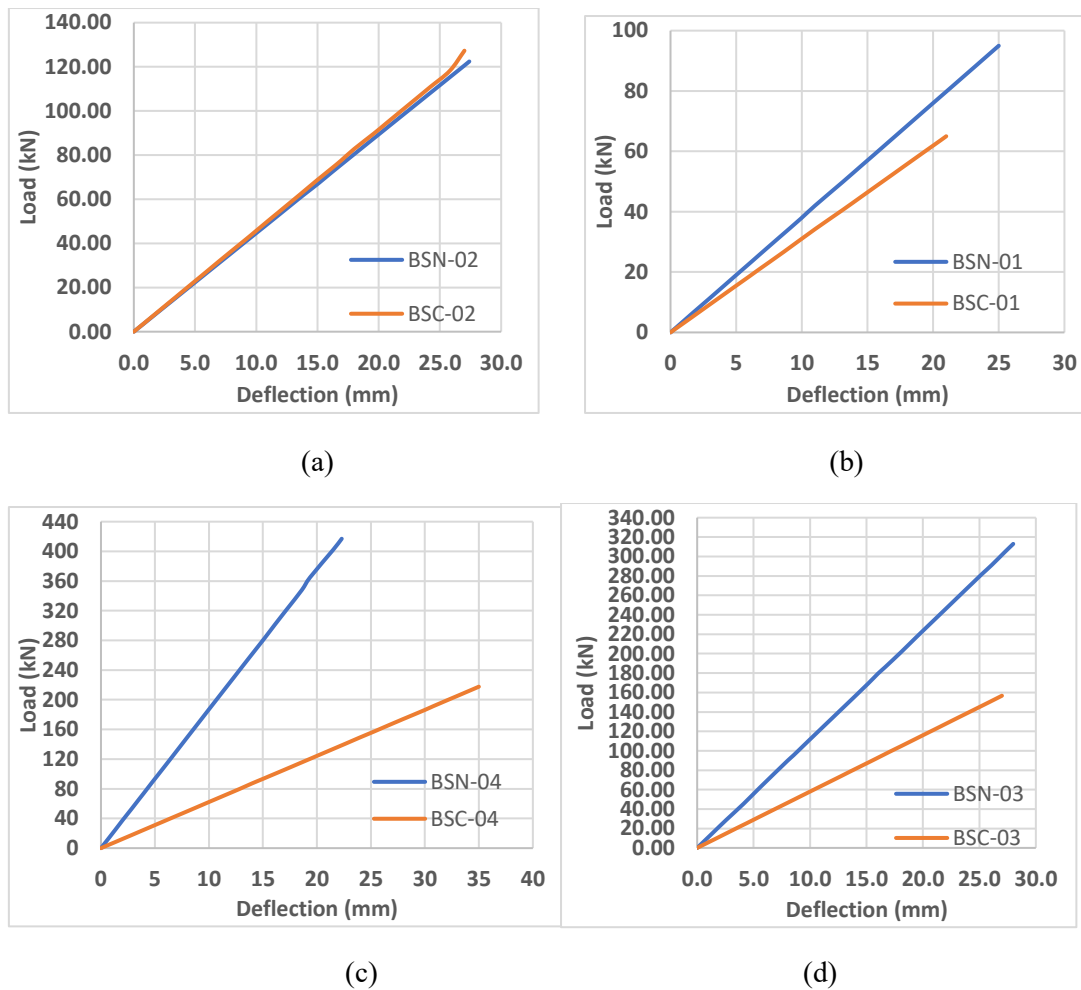 140.00
120.00
100.00
80.00
60.00
40.00
20.00
0.00
Load (kN)
BSN-02
BSC-02
0.0 5.0 10.0 15.0 20.0 25.0 30.0
Deflection (mm)
(a)
100
80
60
40
20
0
Load (kN)
BSN-01
BSC-01
0 5 10 15 20 25 30
Deflection (mm)
(b)
440
400
360
320
280
240
200
160
120
80
40
0
Load (kN)
BSN-04
BSC-04
0 5 10 15 20 25 30 35 40
Deflection (mm)
(c)
340.00
320.00
300.00
280.00
260.00
240.00
220.00
200.00
180.00
160.00
140.00
120.00
100.00
80.00
60.00
40.00
20.00
0.00
Load (kN)
BSN-03
BSC-03
0.0 5.0 10.0 15.0 20.0 25.0 30.0
Deflection (mm)
(d)